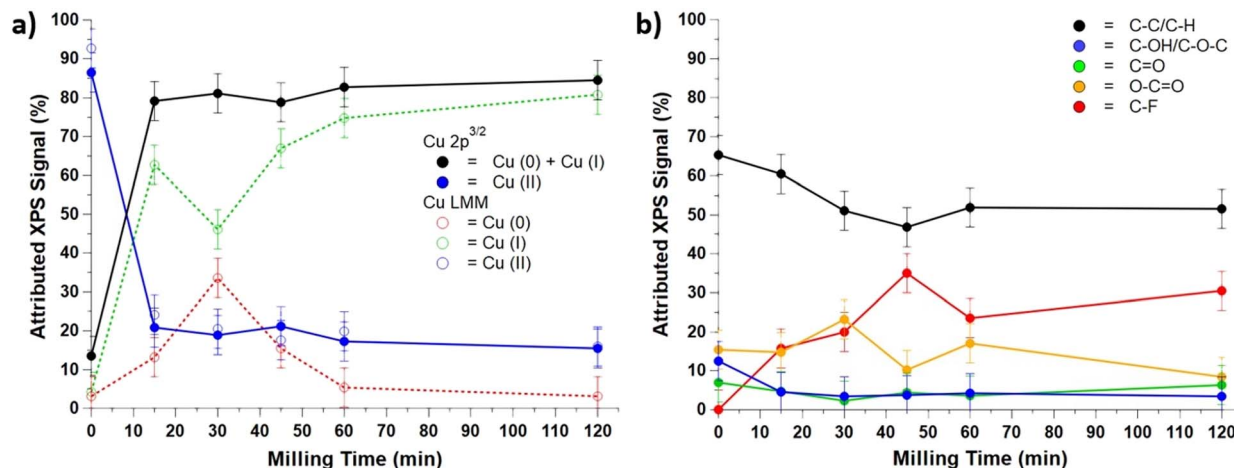 a)
Attributed XPS Signal (%)
100
90
80
70
60
50
40
30
20
10
0
Cu 2p3/2
= Cu (0) + Cu (I)
= Cu (II)
Cu LMM
= Cu (0)
= Cu (I)
= Cu (II)
0 10 20 30 40 50 60 70 80 90 100 110 120
Milling Time (min)
b)
Attributed XPS Signal (%)
100
90
80
70
60
50
40
30
20
10
0
= C-C/C-H
= C-OH/C-O-C
= C=O
= O-C=O
= C-F
0 10 20 30 40 50 60 70 80 90 100 110 120
Milling Time (min)